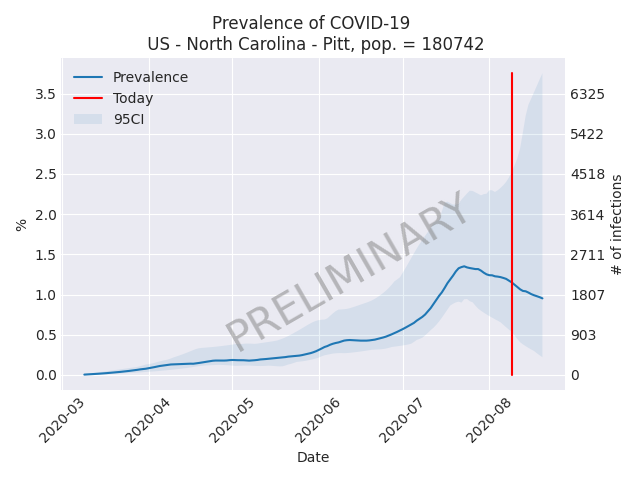 Prevalence of COVID-19
US - North Carolina - Pitt, pop. = 180742
Prevalence
Today
95CI
3.5
3.0
2.5
2.0
1.5
1.0
0.5
0.0
%
6325
5422
4518
3614
2711
1807
903
0
# of infections
PRELIMINARY
2020-03
2020-04
2020-05
2020-06
2020-07
2020-08
Date